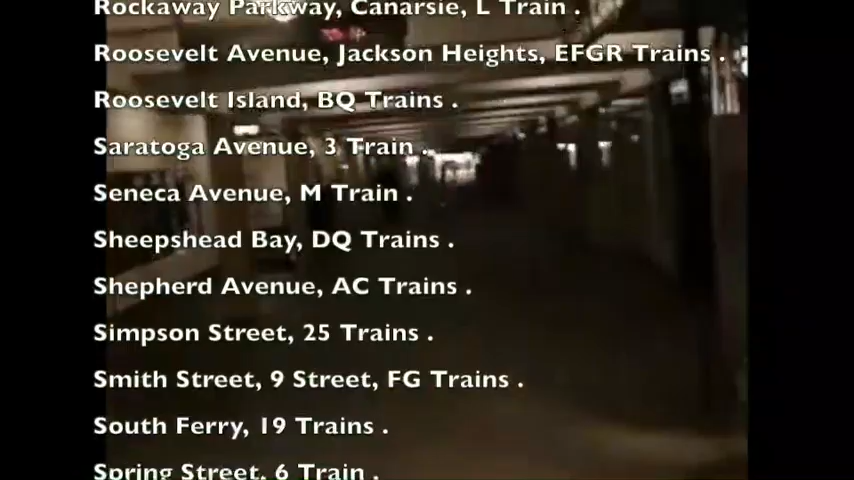 Rockaway Parkway, Canarsie, L Train .
Roosevelt Avenue, Jackson Heights, EFGR Trains .
Roosevelt Island, BQ Trains .
Saratoga Avenue, 3 Train .
Seneca Avenue, M Train .
Sheepshead Bay, DQ Trains .
Shepherd Avenue, AC Trains .
Simpson Street, 25 Trains .
Smith Street, 9 Street, FG Trains .
South Ferry, 19 Trains .
Spring Street, 6 Train .